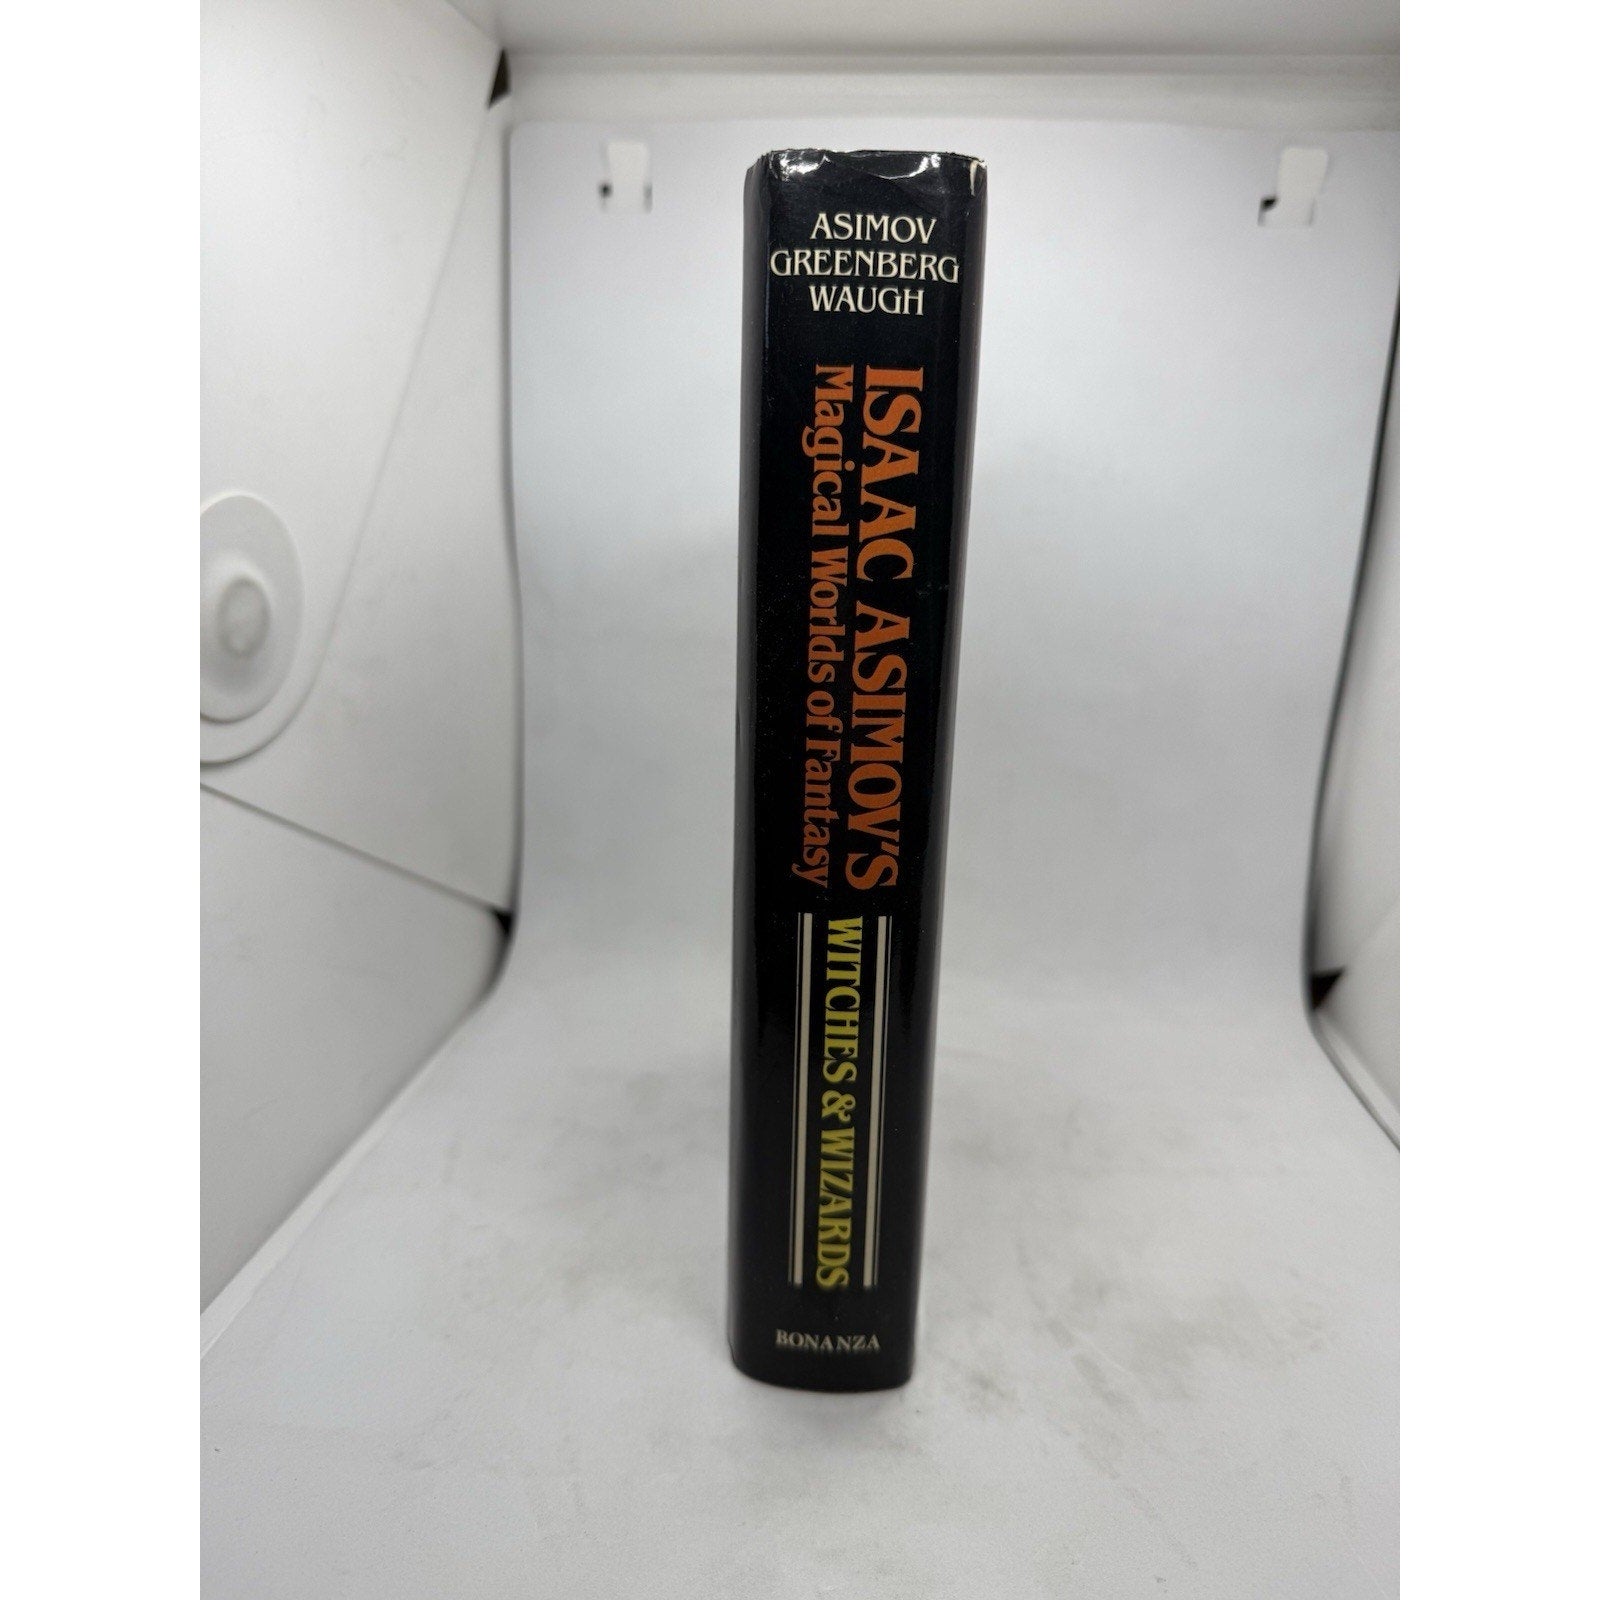 ASIMOV
GREENBERG
WAUGH
ISAAC ASIMOV'S
Magical Worlds of Fantasy
WITCHES & WIZARDS
BONANZA